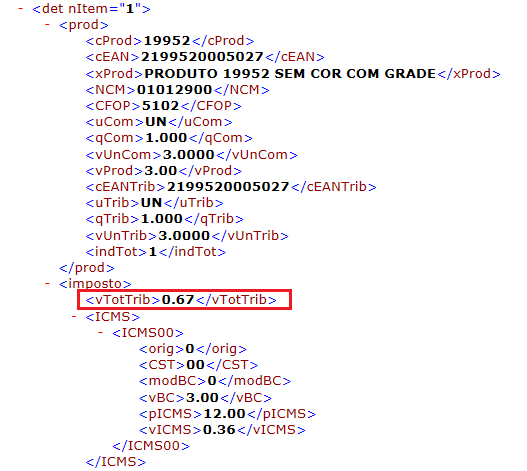 - <det nItem="1">
- <prod>
<cProd>19952</cProd>
<cEAN>2199520005027</cEAN>
<xProd>PRODUTO 19952 SEM COR COM GRADE</xProd>
<NCM>01012900</NCM>
<CFOP>5102</CFOP>
<uCom>UN</uCom>
<qCom>1.000</qCom>
<vUnCom>3.0000</vUnCom>
<vProd>3.00</vProd>
<cEANTrib>2199520005027</cEANTrib>
<uTrib>UN</uTrib>
<qTrib>1.000</qTrib>
<vUnTrib>3.0000</vUnTrib>
<indTot>1</indTot>
</prod>
- <imposto>
<vTotTrib>0.67</vTotTrib>
- <ICMS>
- <ICMS00>
<orig>0</orig>
<CST>00</CST>
<modBC>0</modBC>
<vBC>3.00</vBC>
<pICMS>12.00</pICMS>
<vICMS>0.36</vICMS>
</ICMS00>
</ICMS>